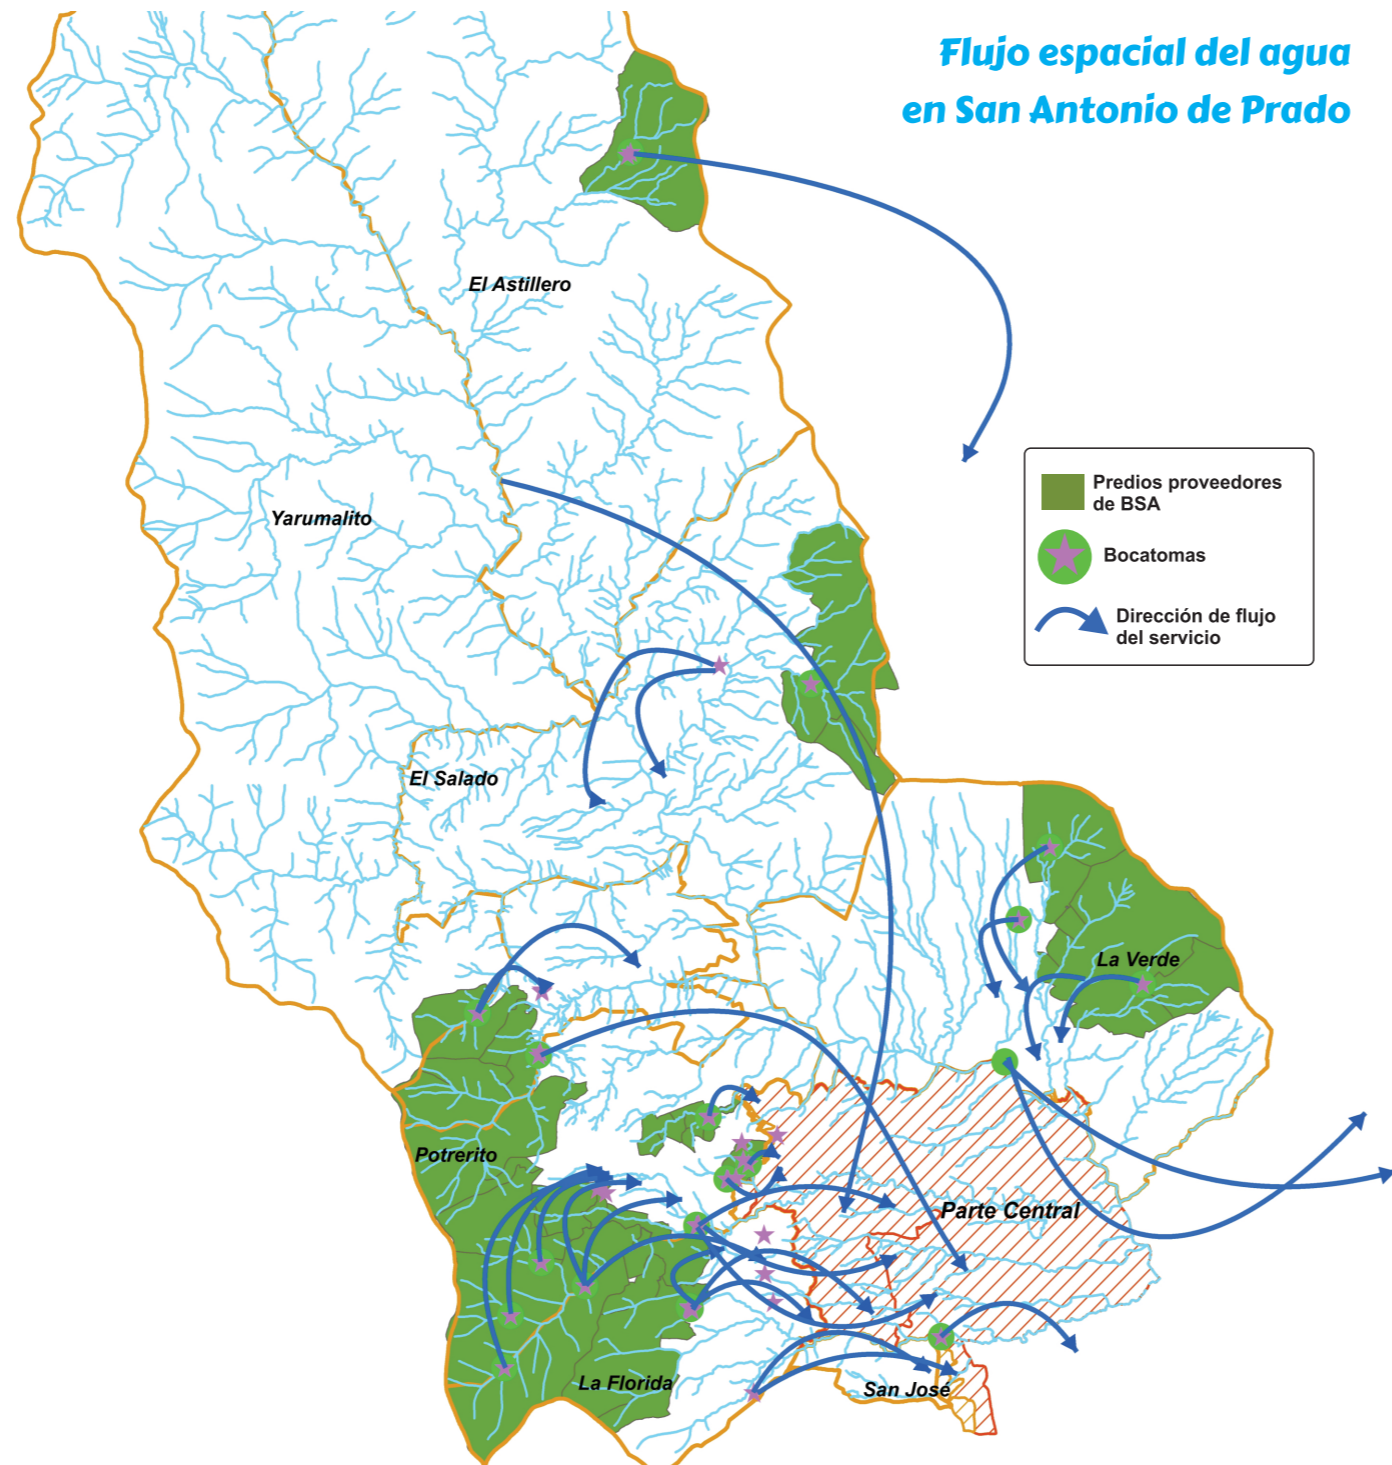 Flujo espacial del agua
en San Antonio de Prado
El Astillero
Predios proveedores
de BSA
Yarumalito
Bocatomas
Dirección de flujo
del servicio
El Salado
La Verde
Potrerito
Parte Central
La Florida
San José